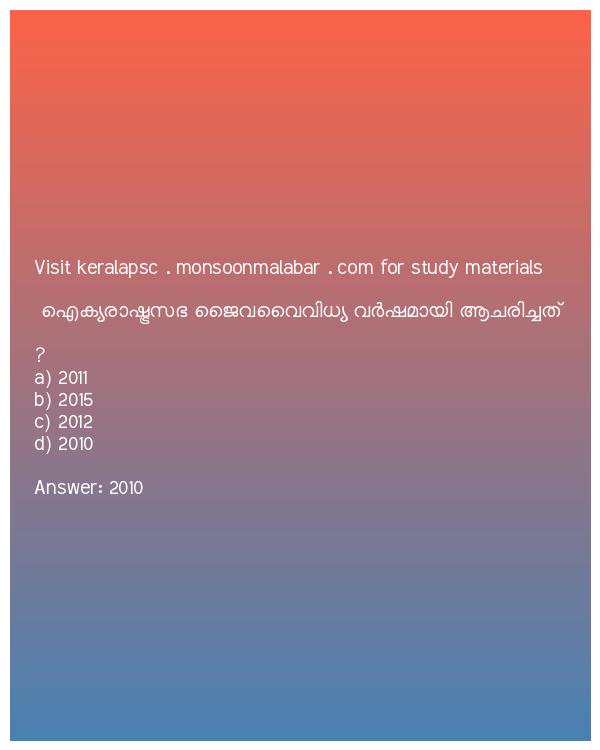 Visit keralapsc . monsoonmalabar . com for study materials
ഐക്യരാഷ്ട്രസഭ ജൈവവൈവിധ്യ വർഷമായി ആചരിച്ചത്
?
a) 2011
b) 2015
c) 2012
d) 2010
Answer: 2010